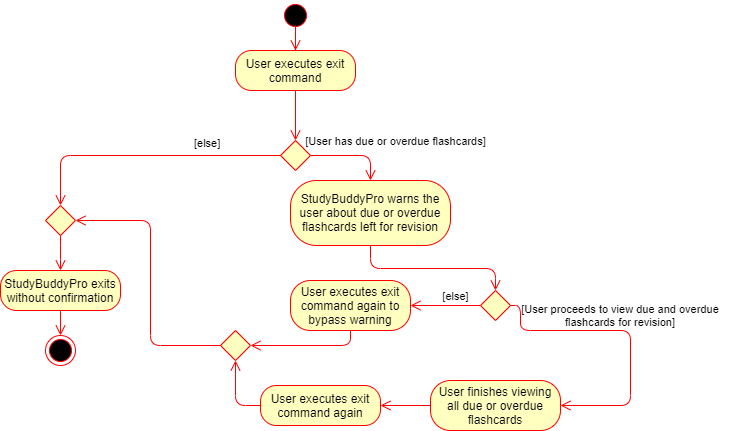 User executes exit
command
[else]
[User has due or overdue flashcards]
StudyBuddyPro warns the
user about due or overdue
flashcards left for revision
StudyBuddyPro exits
without confirmation
User executes exit
command again to
bypass warning
[else]
[User proceeds to view due and overdue
flashcards for revision]
User executes exit
command again
User finishes viewing
all due or overdue
flashcards